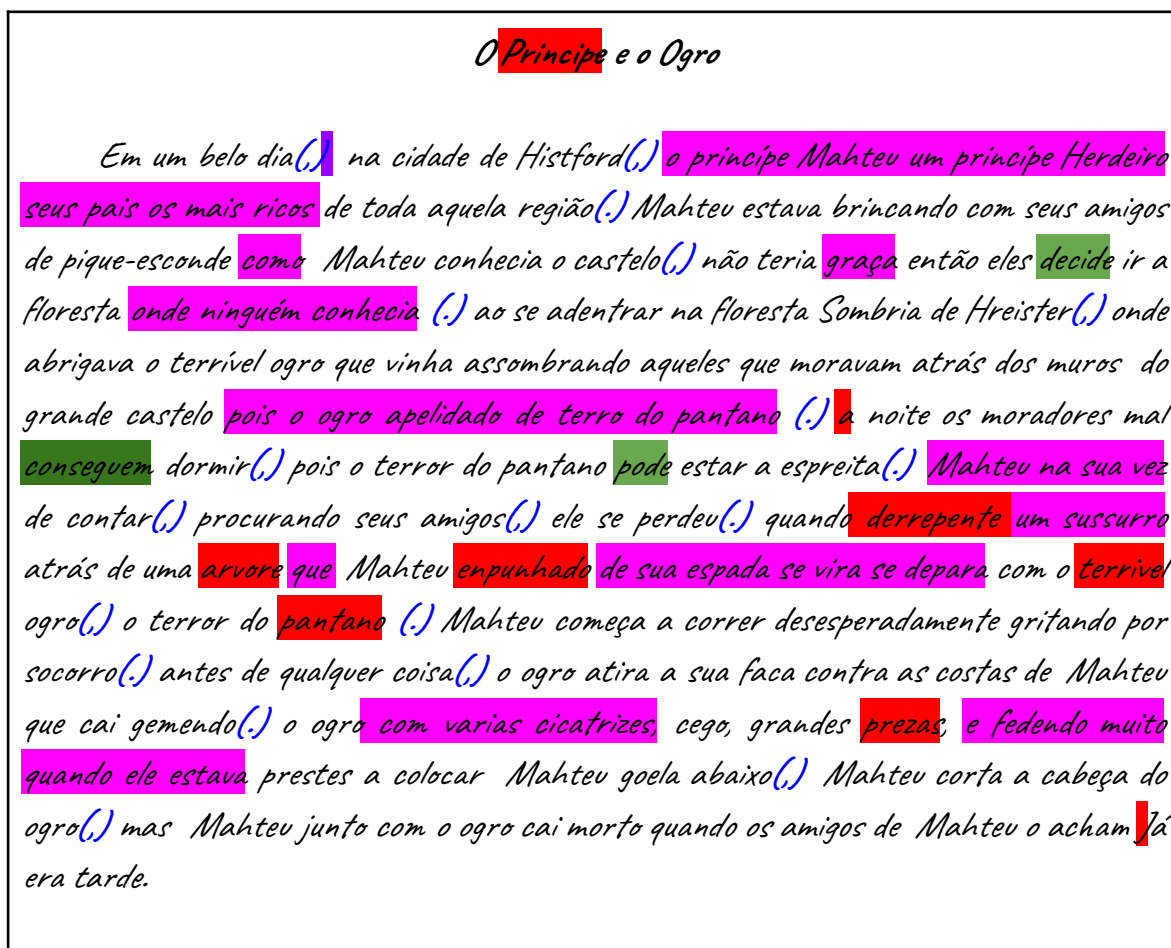 O Principe e o Ogro
Em um belo dia(,) na cidade de Histford(,) o principe Mahteu um principe Herdeiro
seus pais os mais ricos de toda aquela região(.) Mahteu estava brincando com seus amigos
de pique-esconde como Mahteu conhecia o castelo(,) não teria graça então eles decide ir a
floresta onde ninguém conhecia (.) ao se adentrar na floresta Sombria de Hreister(,) onde
abrigava o terrível ogro que vinha assombrando aqueles que moravam atrás dos muros do
grande castelo pois o ogro apelidado de terro do pantano (.) a noite os moradores mal
conseguem dormir(,) pois o terror do pantano pode estar a espreita(.) Mahteu na sua vez
de contar(,) procurando seus amigos(,) ele se perdeu(.) quando derrepente um sussurro
atrás de uma arvore que Mahteu enpunhado de sua espada se vira se depara com o terrivel
ogro(,) o terror do pantano (.) Mahteu começa a correr desesperadamente gritando por
socorro(.) antes de qualquer coisa(,) o ogro atira a sua faca contra as costas de Mahteu
que cai gemendo(.) o ogro com varias cicatrizes, cego, grandes prezas, e fedendo muito
quando ele estava prestes a colocar Mahteu goela abaixo(,) Mahteu corta a cabeça do
ogro(,) mas Mahteu junto com o ogro cai morto quando os amigos de Mahteu o acham Já
era tarde.